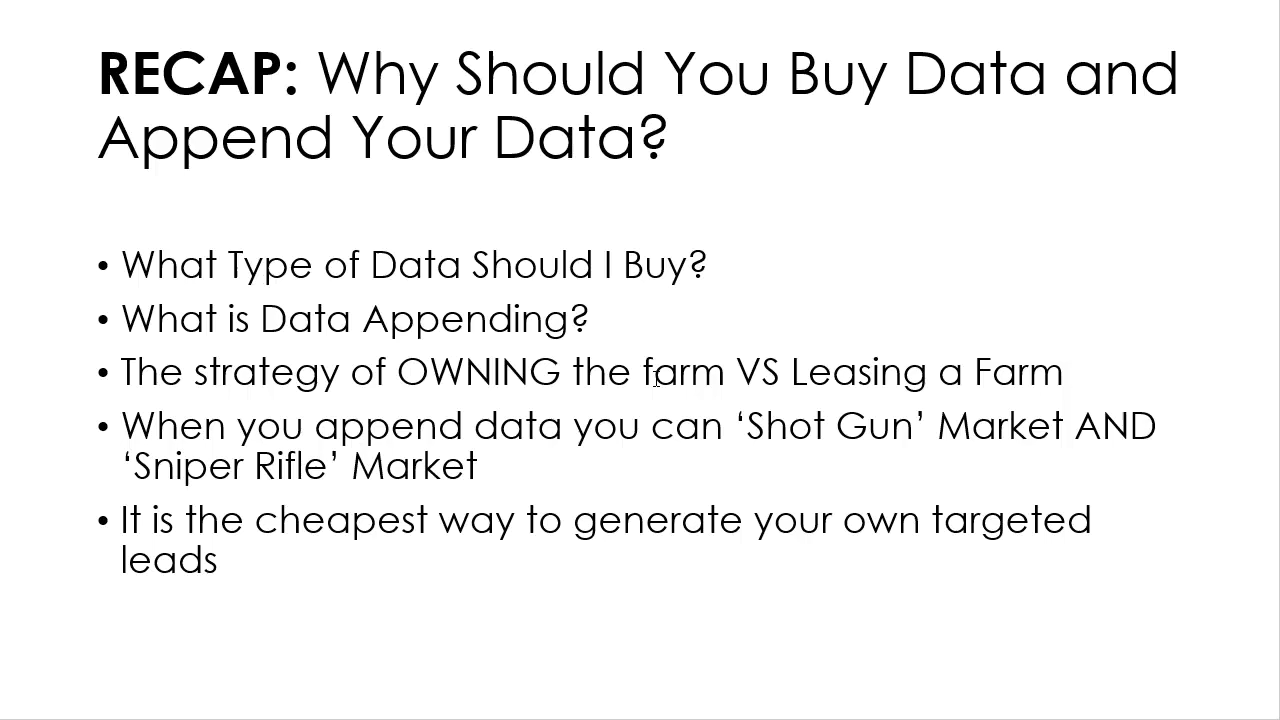 RECAP: Why Should You Buy Data and
Append Your Data?
• What Type of Data Should I Buy?
• What is Data Appending?
• The strategy of OWNING the farm VS Leasing a Farm
• When you append data you can ‘Shot Gun’ Market AND
‘Sniper Rifle’ Market
• It is the cheapest way to generate your own targeted
leads